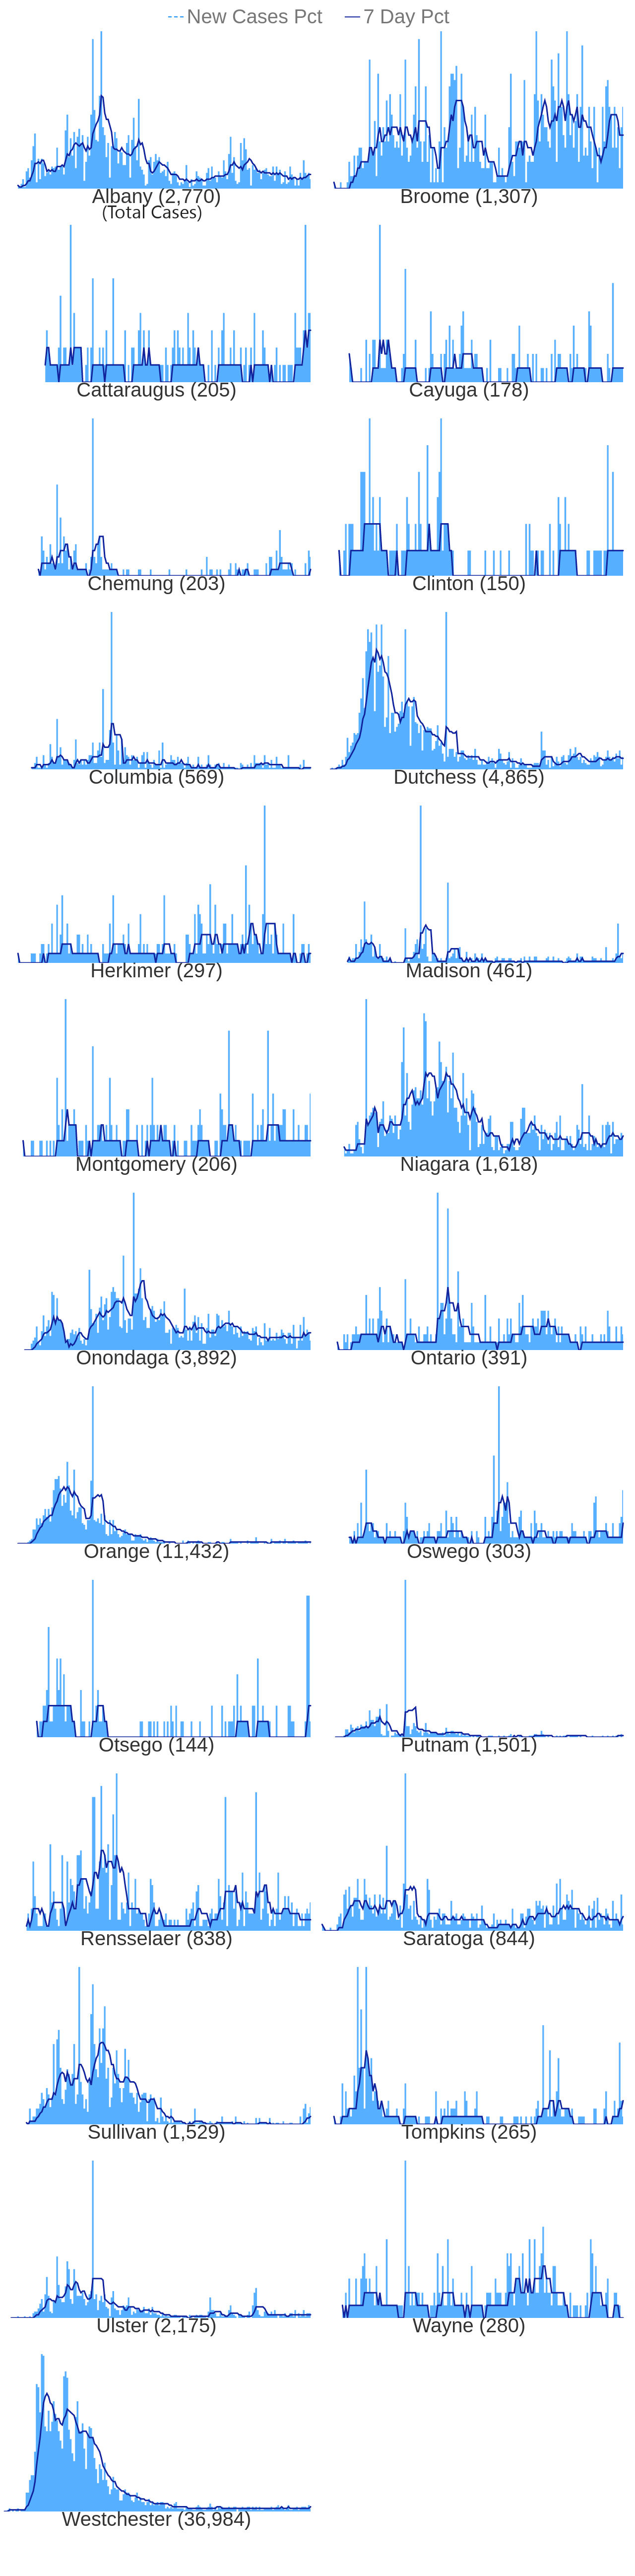 New Cases Pct 7 Day Pct
Albany (2,770) Broome (1,307)
(Total Cases)
Cattaraugus (205) Cayuga (178)
Chemung (203) Clinton (150)
Columbia (569) Dutchess (4,865)
Herkimer (297) Madison (461)
Montgomery (206) Niagara (1,618)
Onondaga (3,892) Ontario (391)
Orange (11,432) Oswego (303)
Otsego (144) Putnam (1,501)
Rensselaer (838) Saratoga (844)
Sullivan (1,529) Tompkins (265)
Ulster (2,175) Wayne (280)
Westchester (36,984)